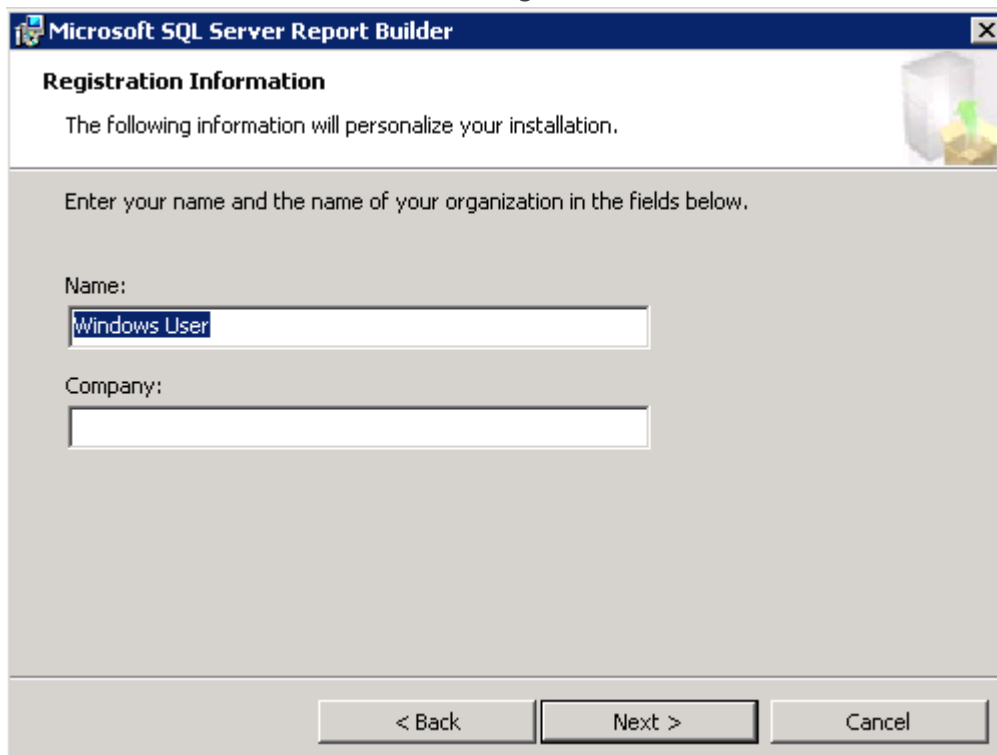 Microsoft SQL Server Report Builder
Registration Information
The following information will personalize your installation.
Enter your name and the name of your organization in the fields below.
Name:
Windows User
Company:
< Back
Next >
Cancel